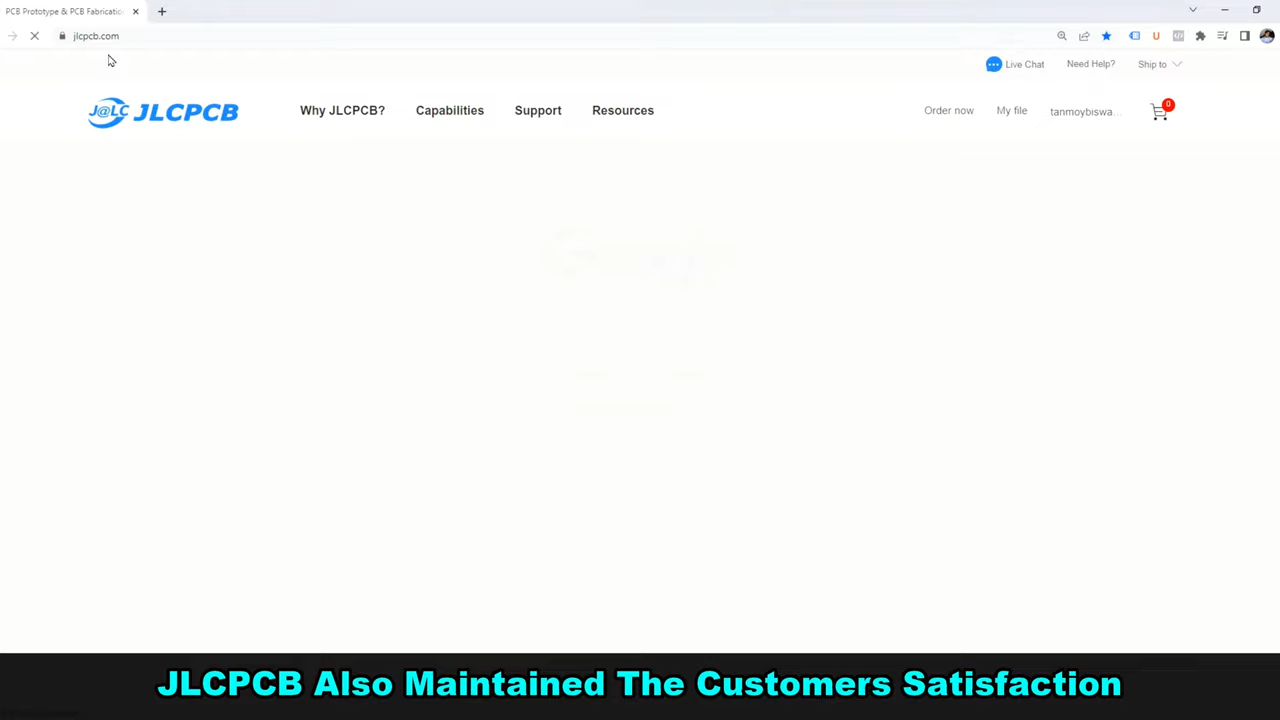 PCB Prototype & PCB Fabricatio
jlcpcb.com
Live Chat
Need Help?
Ship to
J@LC JLCPCB
Why JLCPCB?
Capabilities
Support
Resources
Order now
My file
tanmoybiswa...
0
JLCPCB Also Maintained The Customers Satisfaction